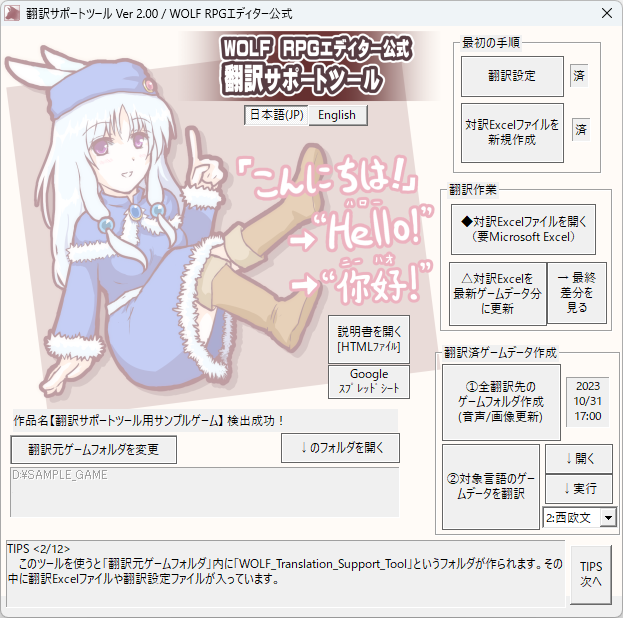 翻訳サポートツール Ver 2.00 / WOLF RPGエディター公式
WOLF RPGエディター公式
翻訳サポートツール
日本語(JP)
English
「こんにちは!」
ハロー
→“Hello!”
ニー ハオ
→“你好!”
説明書を開く
[HTMLファイル]
Google
スプレッドシート
作品名【翻訳サポートツール用サンプルゲーム】 検出成功！
翻訳元ゲームフォルダを変更
↓のフォルダを開く
D:¥SAMPLE_GAME
最初の手順
翻訳設定
済
対訳Excelファイルを
新規作成
済
翻訳作業
◆対訳Excelファイルを開く
（要Microsoft Excel）
△対訳Excelを
最新ゲームデータ分
に更新
→ 最終
差分を
見る
翻訳済ゲームデータ作成
①全翻訳先の
ゲームフォルダ作成
(音声/画像更新)
2023
10/31
17:00
②対象言語のゲー
ムデータを翻訳
↓開く
↓実行
2:西欧文
TIPS <2/12>
このツールを使うと「翻訳元ゲームフォルダ」内に「WOLF_Translation_Support_Tool」というフォルダが作られます。その
中に翻訳Excelファイルや翻訳設定ファイルが入っています。
TIPS
次へ